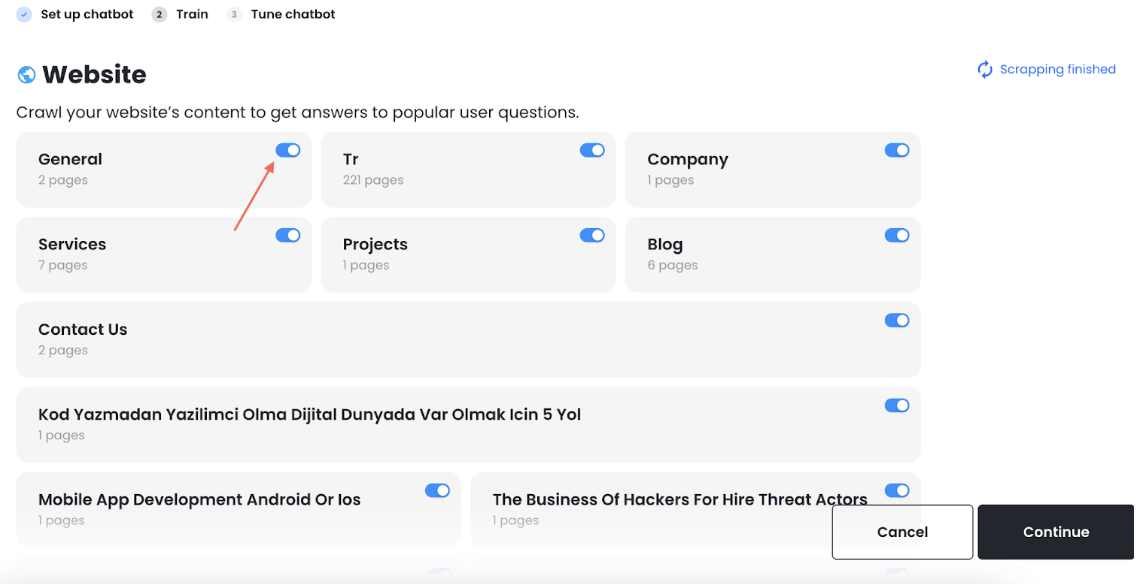 Set up chatbot 2 Train 3 Tune chatbot
Website
Scrapping finished
Crawl your website's content to get answers to popular user questions.
General
2 pages
Tr
221 pages
Company
1 pages
Services
7 pages
Projects
1 pages
Blog
6 pages
Contact Us
2 pages
Kod Yazmadan Yazilimci Olma Dijital Dunyada Var Olmak Icin 5 Yol
1 pages
Mobile App Development Android Or Ios
1 pages
The Business Of Hackers For Hire Threat Actors
1 pages
Cancel
Continue